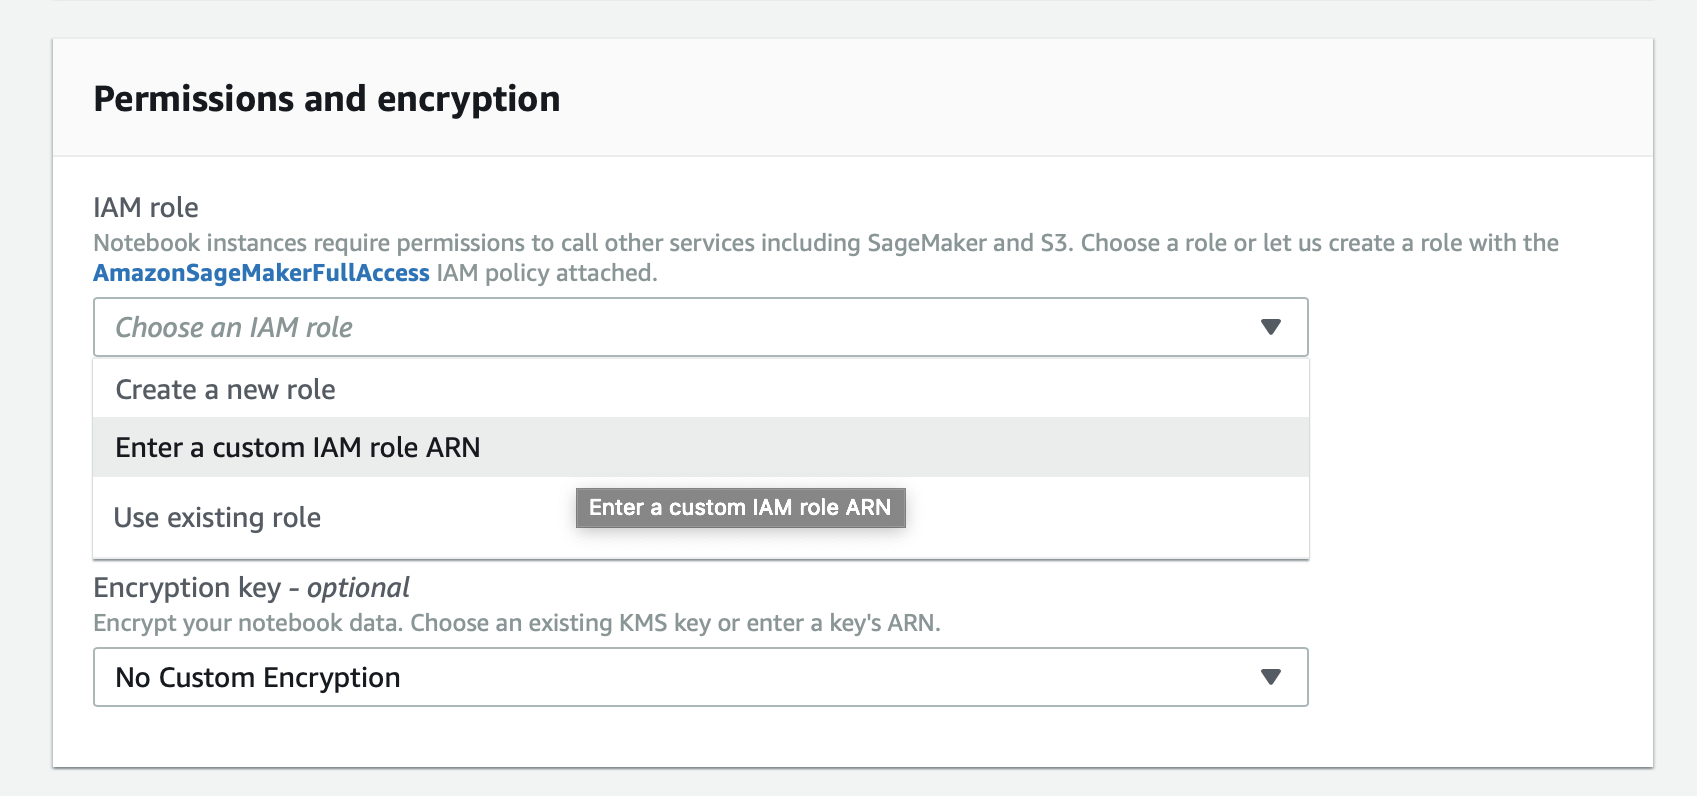 Permissions and encryption
IAM role
Notebook instances require permissions to call other services including SageMaker and S3. Choose a role or let us create a role with the
AmazonSageMakerFullAccess IAM policy attached.
Choose an IAM role
Create a new role
Enter a custom IAM role ARN
Enter a custom IAM role ARN
Use existing role
Encryption key - optional
Encrypt your notebook data. Choose an existing KMS key or enter a key's ARN.
No Custom Encryption